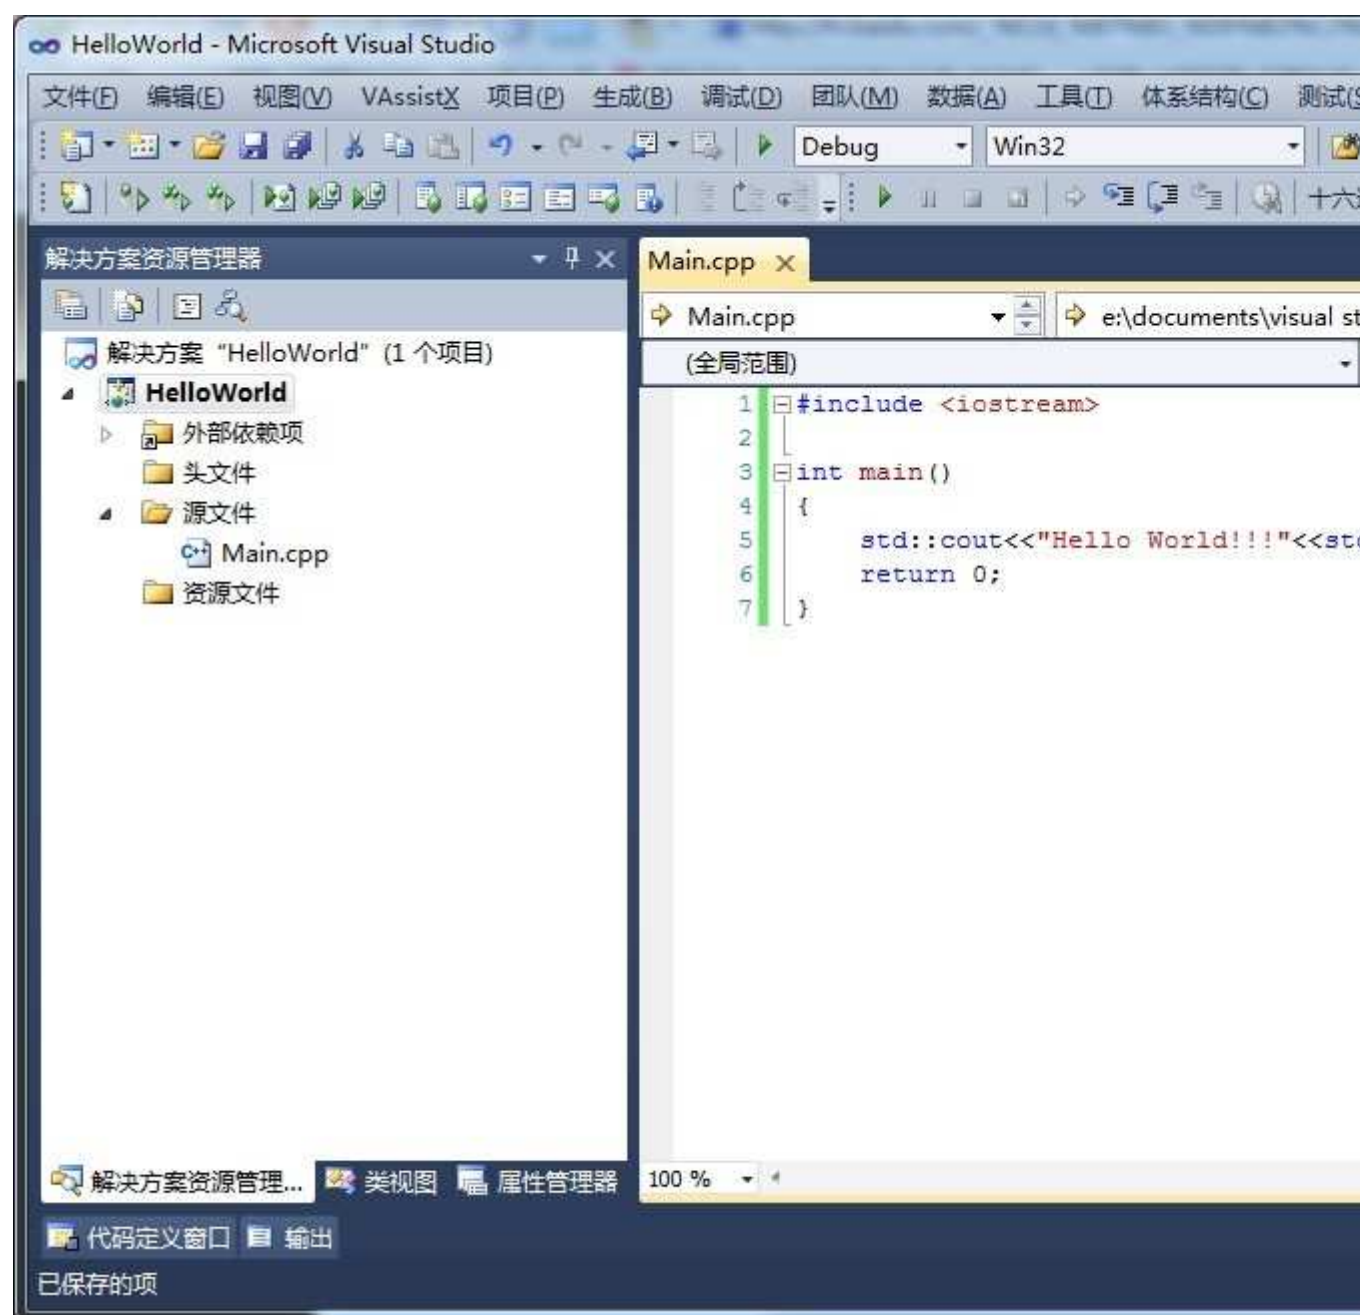 HelloWorld - Microsoft Visual Studio
文件(F) 编辑(E) 视图(V) VAssistX 项目(P) 生成(B) 调试(D) 团队(M) 数据(A) 工具(T) 体系结构(C) 测试(S
Debug Win32
十六
解决方案资源管理器
Main.cpp
Main.cpp e:\documents\visual st
(全局范围)
解决方案 "HelloWorld" (1 个项目)
HelloWorld
外部依赖项
头文件
源文件
Main.cpp
资源文件
1 #include <iostream>
2
3 int main()
4 {
5 std::cout<<"Hello World!!!"<<st
6 return 0;
7 }
解决方案资源管理... 类视图 属性管理器
100 %
代码定义窗口 输出
已保存的项